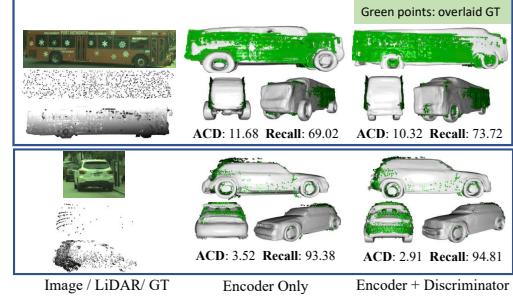 Green points: overlaid GT
ACD: 11.68 Recall: 69.02
ACD: 10.32 Recall: 73.72
ACD: 3.52 Recall: 93.38
ACD: 2.91 Recall: 94.81
Image / LiDAR/ GT
Encoder Only
Encoder + Discriminator